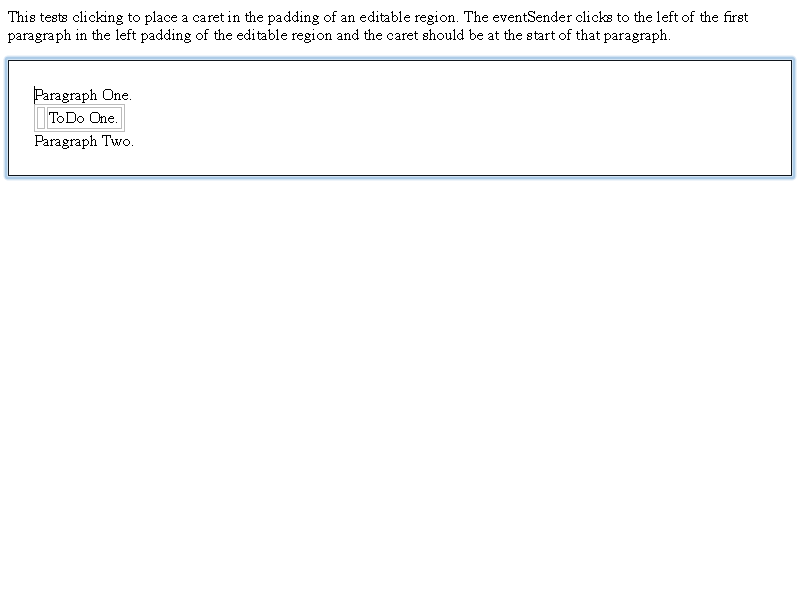 This tests clicking to place a caret in the padding of an editable region. The eventSender clicks to the left of the first
paragraph in the left padding of the editable region and the caret should be at the start of that paragraph.
Paragraph One.
ToDo One.
Paragraph Two.